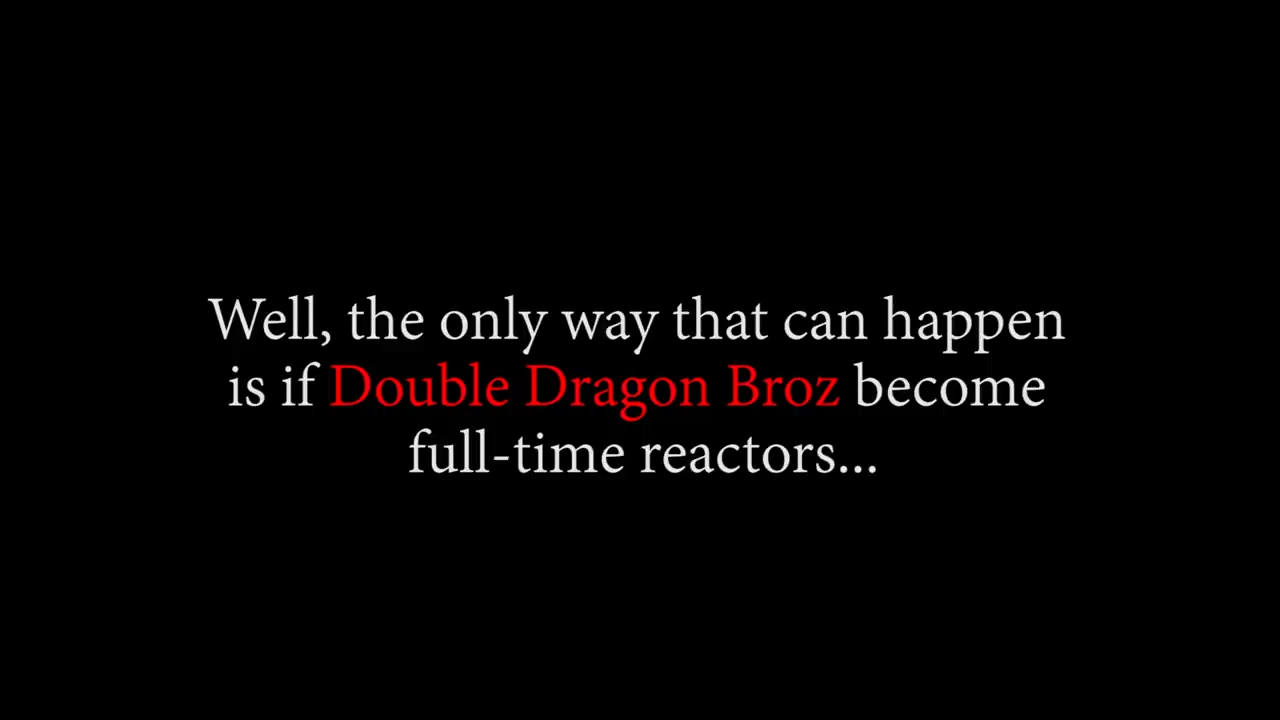 Well, the only way that can happen
is if Double Dragon Broz become
full-time reactors...